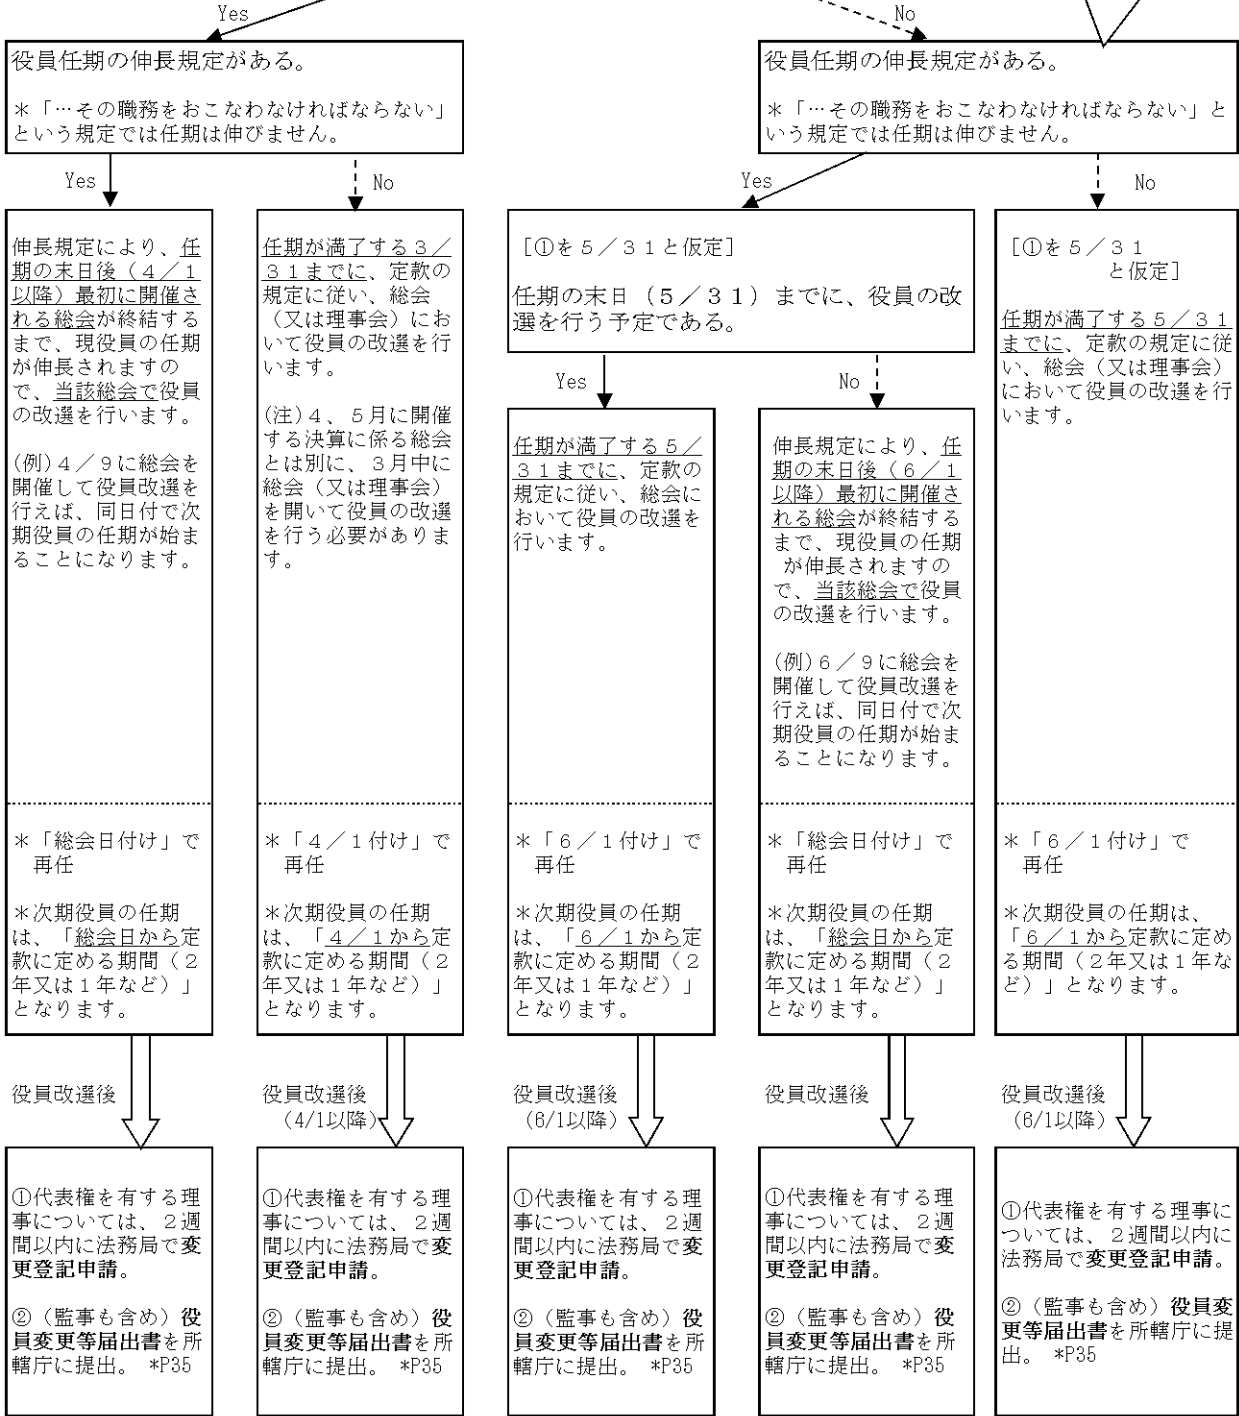 Yes
No
役員任期の伸長規定がある。
＊「…その職務をおこなわなければならない」
という規定では任期は伸びません。
役員任期の伸長規定がある。
＊「…その職務をおこなわなければならない」と
いう規定では任期は伸びません。
Yes
No
Yes
No
伸長規定により、任
期の末日後（４／１
以降）最初に開催さ
れる総会が終結する
まで、現役員の任期
が伸長されますの
で、当該総会で役員
の改選を行います。
(例)４／９に総会を
開催して役員改選を
行えば、同日付で次
期役員の任期が始ま
ることになります。
＊「総会日付け」で
再任
＊次期役員の任期
は、「総会日から定
款に定める期間（２
年又は１年など）」
となります。
任期が満了する３／
３１までに、定款の
規定に従い、総会
（又は理事会）にお
いて役員の改選を行
います。
(注)４、５月に開催
する決算に係る総会
とは別に、３月中に
総会（又は理事会）
を開いて役員の改選
を行う必要がありま
す。
＊「４／１付け」で
再任
＊次期役員の任期
は、「４／１から定
款に定める期間（２
年又は１年など）」
となります。
［①を５／３１と仮定］
任期の末日（５／３１）までに、役員の改
選を行う予定である。
Yes
No
任期が満了する５／
３１までに、定款の
規定に従い、総会に
おいて役員の改選を
行います。
＊「６／１付け」で
再任
＊次期役員の任期
は、「６／１から定
款に定める期間（２
年又は１年など）」
となります。
伸長規定により、任
期の末日後（６／１
以降）最初に開催さ
れる総会が終結する
まで、現役員の任期
が伸長されますの
で、当該総会で役員
の改選を行います。
(例)６／９に総会を
開催して役員改選を
行えば、同日付で次
期役員の任期が始ま
ることになります。
＊「総会日付け」で
再任
＊次期役員の任期
は、「総会日から定
款に定める期間（２
年又は１年など）」
となります。
［①を５／３１
と仮定］
任期が満了する５／３１
までに、定款の規定に従
い、総会（又は理事会）
において役員の改選を行
います。
＊「６／１付け」で
再任
＊次期役員の任期は、
「６／１から定款に定め
る期間（２年又は１年な
ど）」となります。
役員改選後
役員改選後
（4/1以降）
役員改選後
（6/1以降）
役員改選後
役員改選後
（6/1以降）
①代表権を有する理
事については、２週
間以内に法務局で変
更登記申請。
②（監事も含め）役
員変更等届出書を所
轄庁に提出。 *P35
①代表権を有する理
事については、２週
間以内に法務局で変
更登記申請。
②（監事も含め）役
員変更等届出書を所
轄庁に提出。 *P35
①代表権を有する理
事については、２週
間以内に法務局で変
更登記申請。
②（監事も含め）役
員変更等届出書を所
轄庁に提出。 *P35
①代表権を有する理
事については、２週
間以内に法務局で変
更登記申請。
②（監事も含め）役
員変更等届出書を所
轄庁に提出。 *P35
①代表権を有する理事に
ついては、２週間以内に
法務局で変更登記申請。
②（監事も含め）役員変
更等届出書を所轄庁に提
出。 *P35